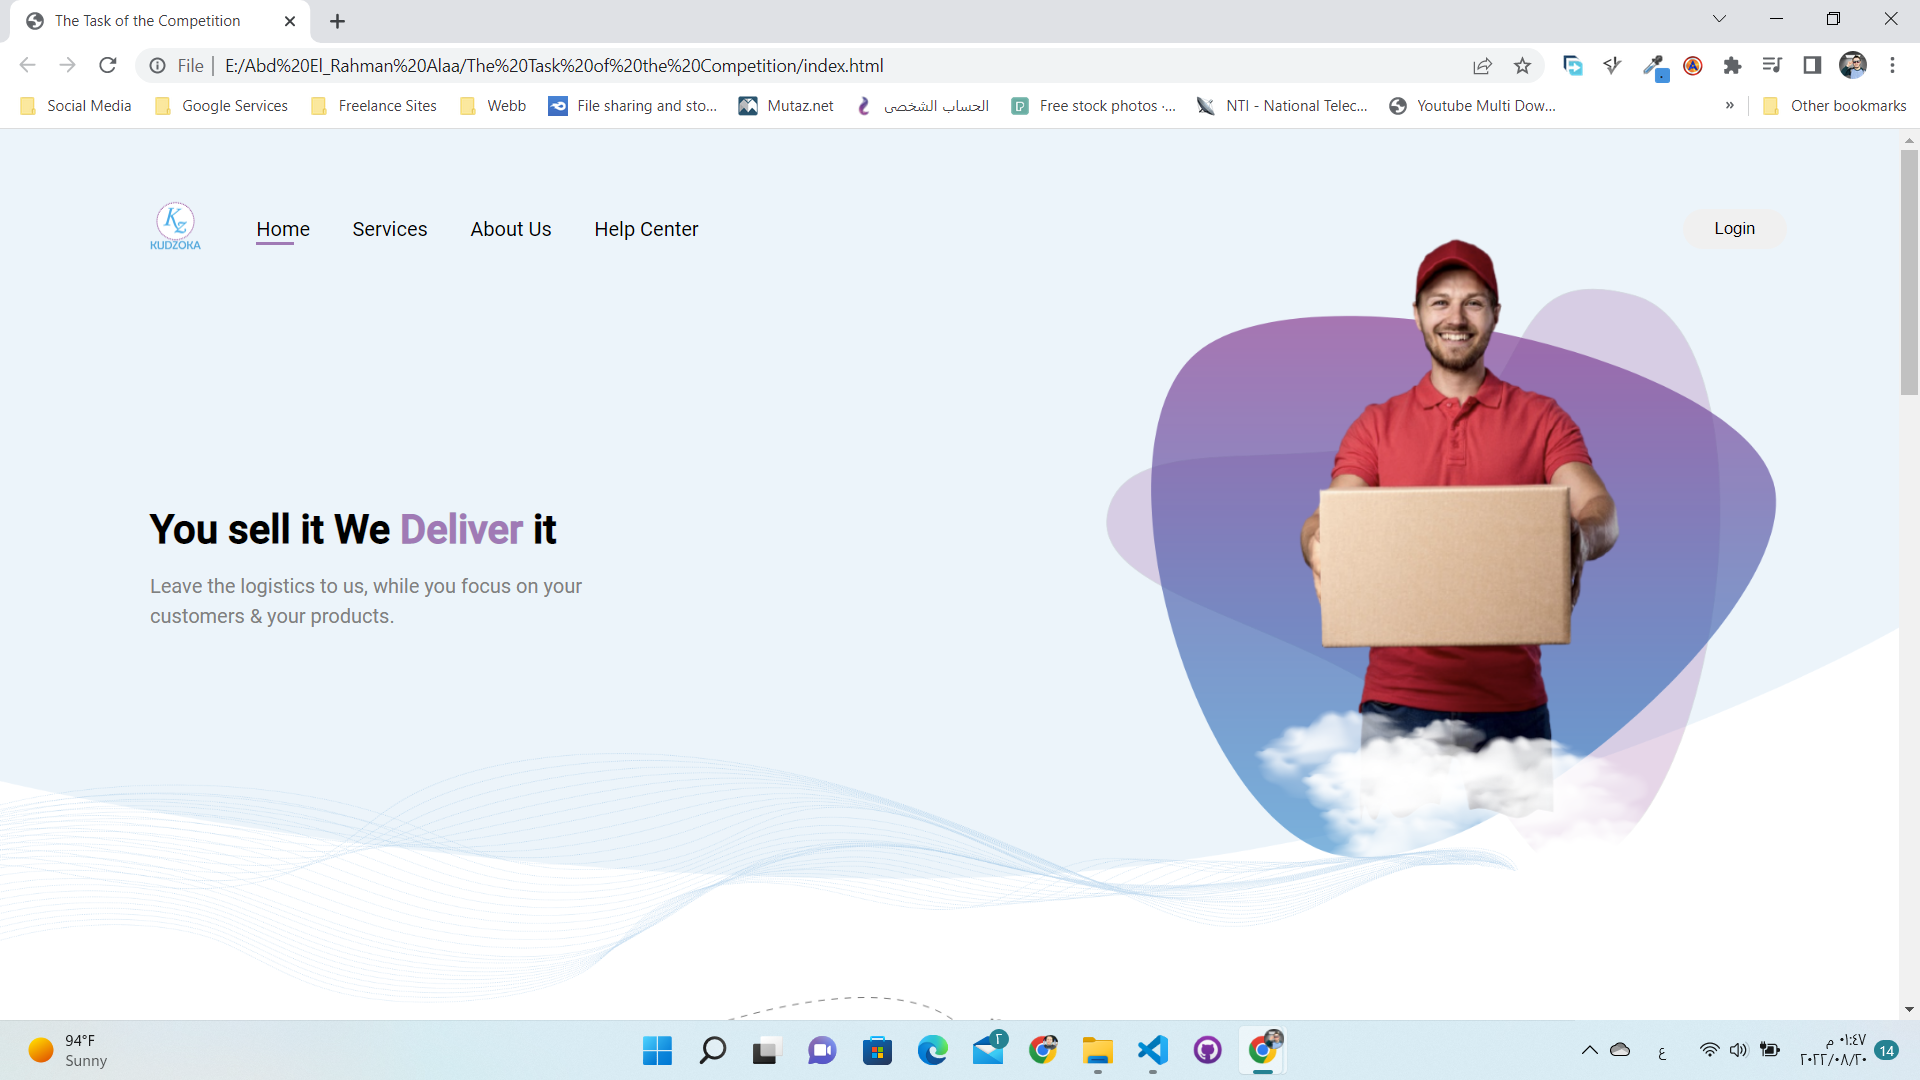 The Task of the Competition
File | E:/Abd%20El_Rahman%20Alaa/The%20Task%20of%20the%20Competition/index.html
Social Media
Google Services
Freelance Sites
Webb
File sharing and sto...
Mutaz.net
الحساب الشخصى
Free stock photos ·...
NTI - National Telec...
Youtube Multi Dow...
»
Other bookmarks
Kz
KUDZOKA
Home
Services
About Us
Help Center
Login
You sell it We Deliver it
Leave the logistics to us, while you focus on your
customers & your products.
94°F
Sunny
٢
ع
٠١:٤٧ م
٢٠٢٢/٠٨/٣٠
14